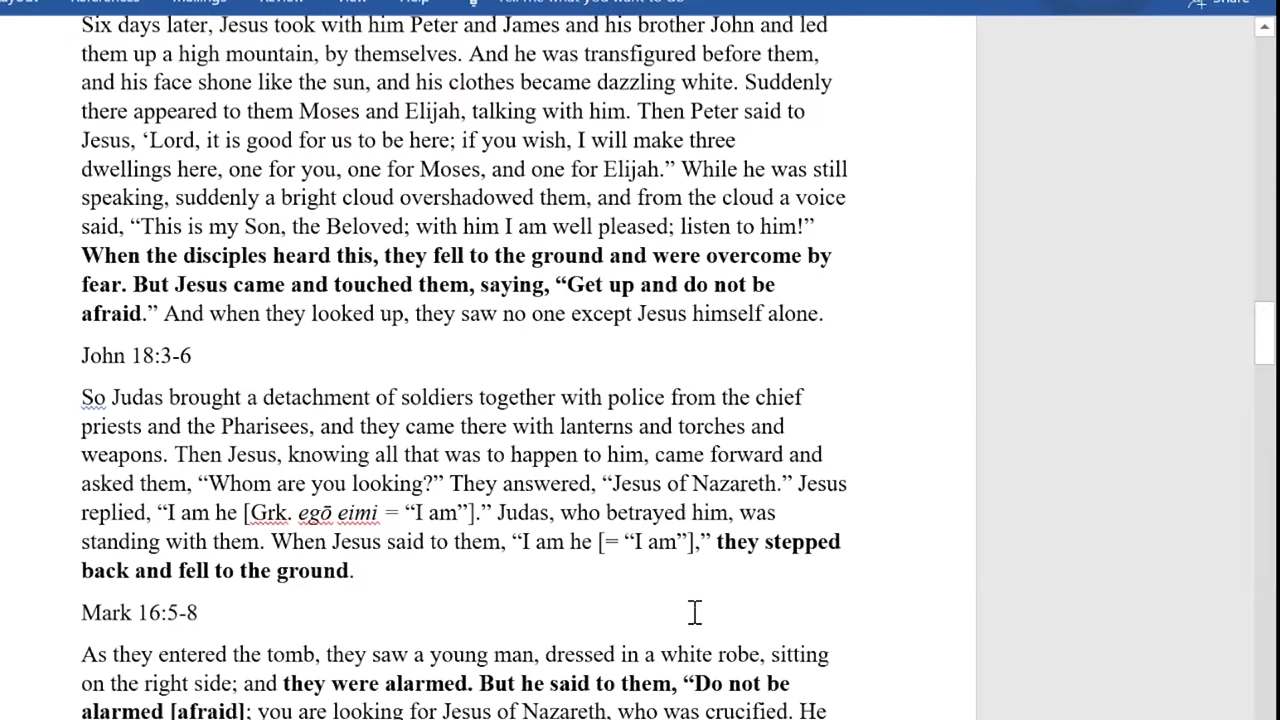 Six days later, Jesus took with him Peter and James and his brother John and led
them up a high mountain, by themselves. And he was transfigured before them,
and his face shone like the sun, and his clothes became dazzling white. Suddenly
there appeared to them Moses and Elijah, talking with him. Then Peter said to
Jesus, ‘Lord, it is good for us to be here; if you wish, I will make three
dwellings here, one for you, one for Moses, and one for Elijah.” While he was still
speaking, suddenly a bright cloud overshadowed them, and from the cloud a voice
said, “This is my Son, the Beloved; with him I am well pleased; listen to him!”
When the disciples heard this, they fell to the ground and were overcome by
fear. But Jesus came and touched them, saying, “Get up and do not be
afraid.” And when they looked up, they saw no one except Jesus himself alone.
John 18:3-6
So Judas brought a detachment of soldiers together with police from the chief
priests and the Pharisees, and they came there with lanterns and torches and
weapons. Then Jesus, knowing all that was to happen to him, came forward and
asked them, “Whom are you looking?” They answered, “Jesus of Nazareth.” Jesus
replied, “I am he [Grk. egō eimi = “I am”].” Judas, who betrayed him, was
standing with them. When Jesus said to them, “I am he [= “I am”],” they stepped
back and fell to the ground.
Mark 16:5-8
As they entered the tomb, they saw a young man, dressed in a white robe, sitting
on the right side; and they were alarmed. But he said to them, “Do not be
alarmed [afraid]; you are looking for Jesus of Nazareth, who was crucified. He